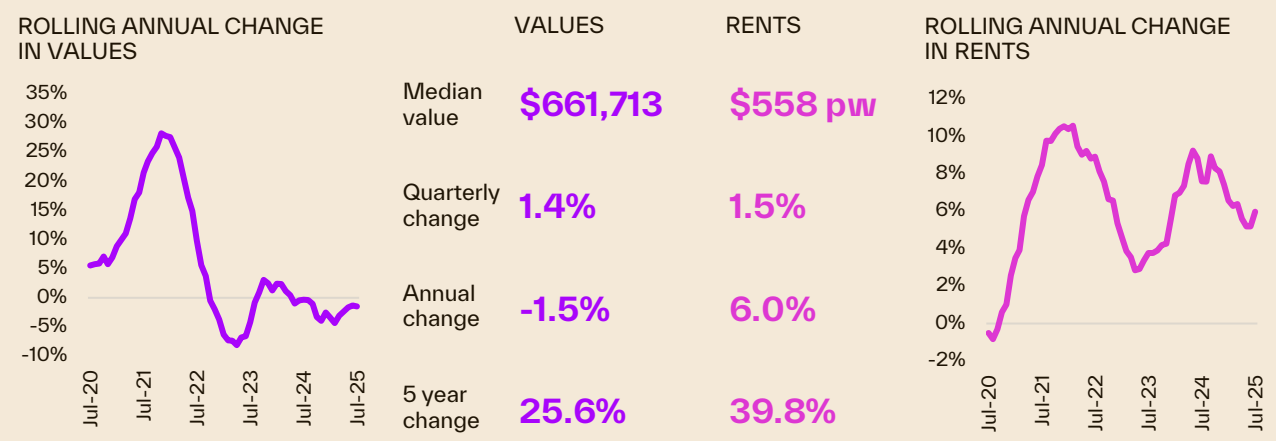 ROLLING ANNUAL CHANGE
IN VALUES
35%
30%
25%
20%
15%
10%
5%
0%
-5%
-10%
Jul-20
Jul-21
Jul-22
Jul-23
Jul-24
Jul-25
VALUES
RENTS
Median
value
$661,713
$558 pw
Quarterly
change
1.4%
1.5%
Annual
change
-1.5%
6.0%
5 year
change
25.6%
39.8%
ROLLING ANNUAL CHANGE
IN RENTS
12%
10%
8%
6%
4%
2%
0%
-2%
Jul-20
Jul-21
Jul-22
Jul-23
Jul-24
Jul-25